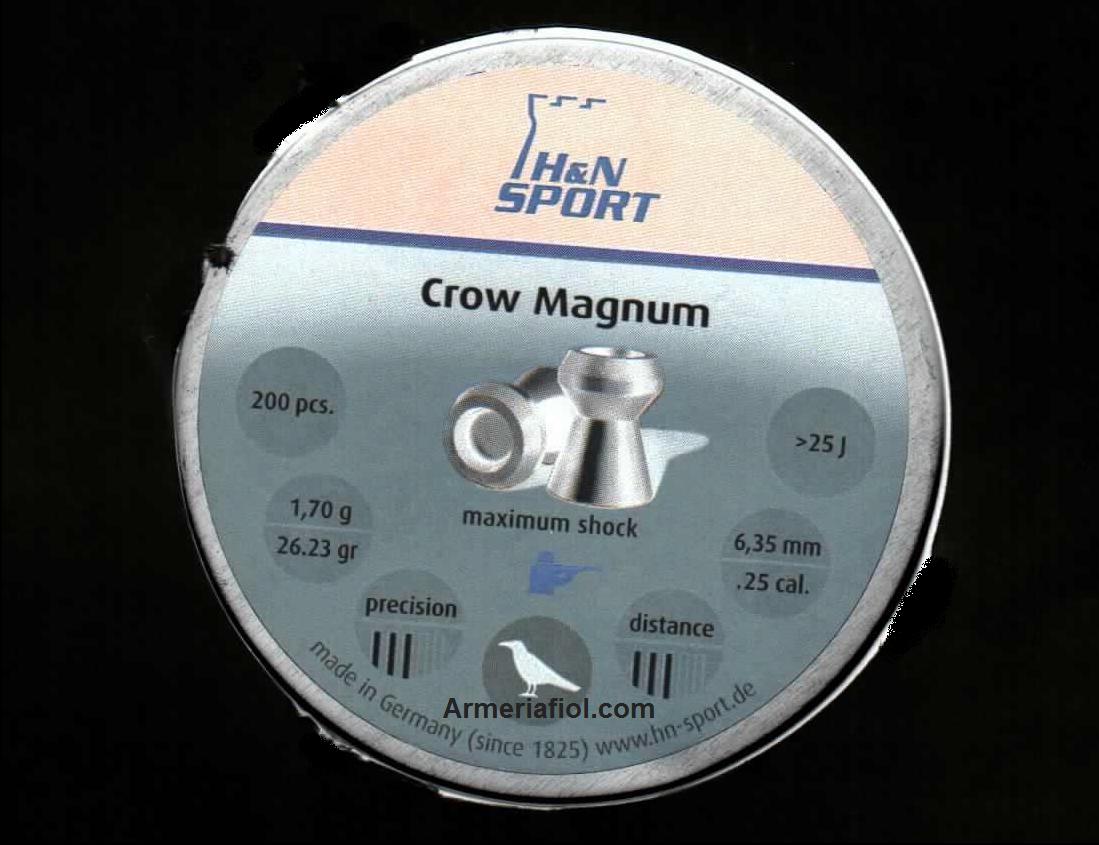 H&N
SPORT
Crow Magnum
200 pcs.
>25 J
maximum shock
1,70 g
26.23 gr
6,35 mm
.25 cal.
precision
distance
Armeriafiol.com
made in Germany (since 1825) www.hn-sport.de